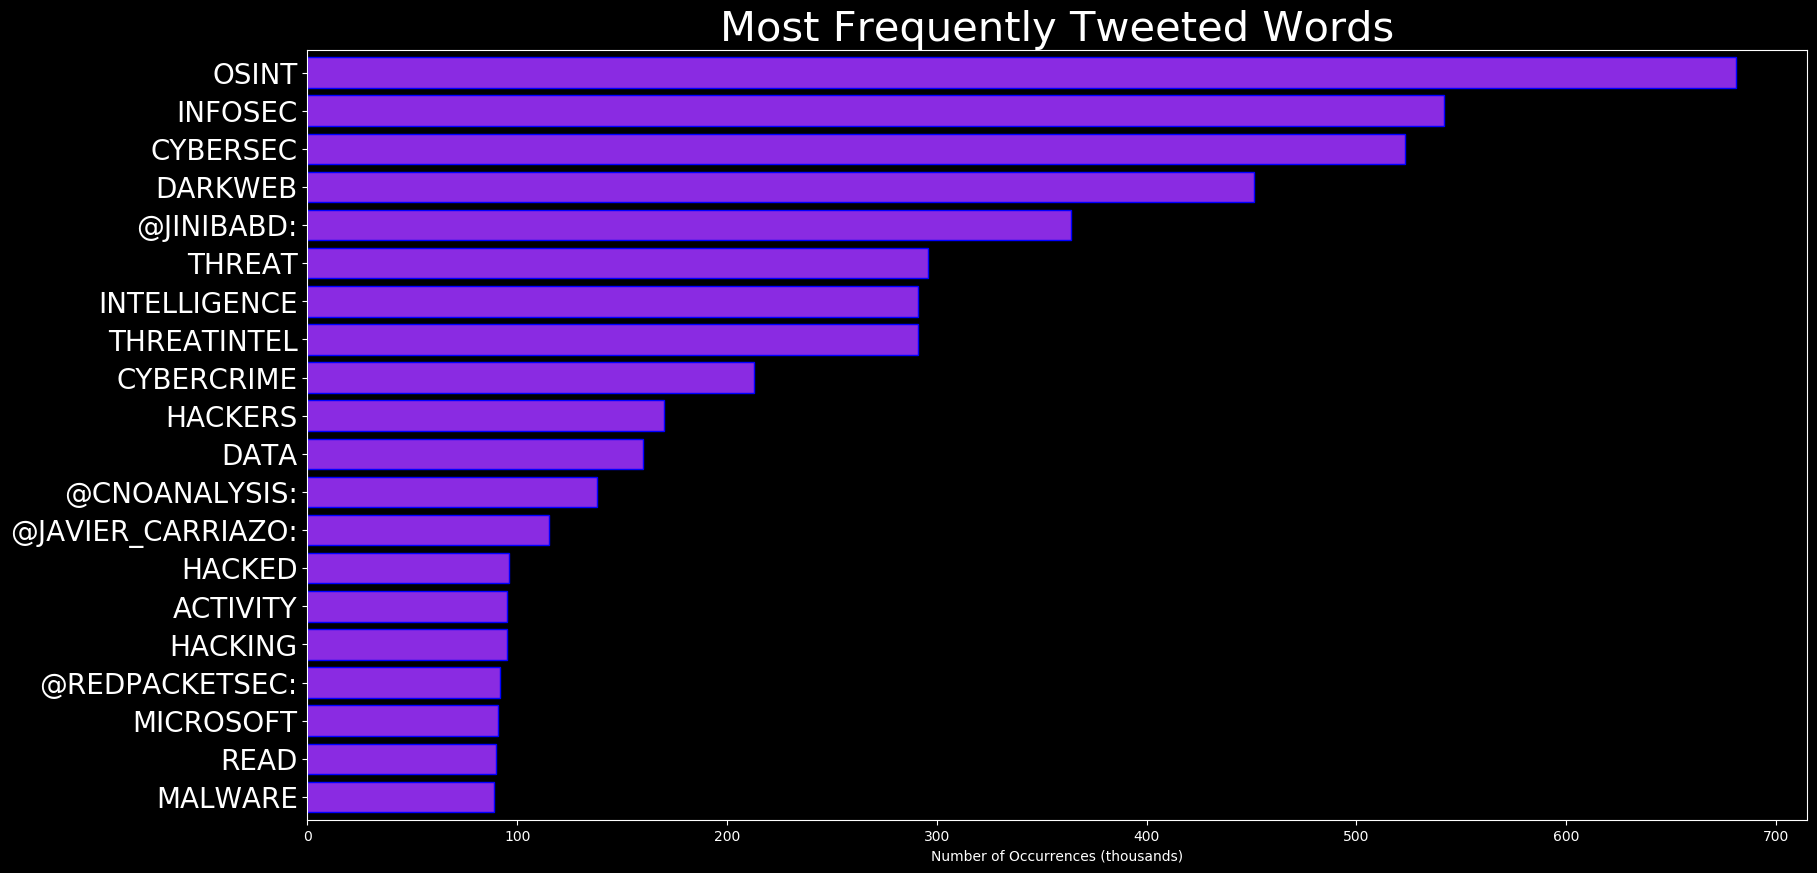 Most Frequently Tweeted Words
OSINT
INFOSEC
CYBERSEC
DARKWEB
@JINIBABD:
THREAT
INTELLIGENCE
THREATINTEL
CYBERCRIME
HACKERS
DATA
@CNOANALYSIS:
@JAVIER_CARRIAZO:
HACKED
ACTIVITY
HACKING
@REDPACKETSEC:
MICROSOFT
READ
MALWARE
0 100 200 300 400 500 600 700
Number of Occurrences (thousands)